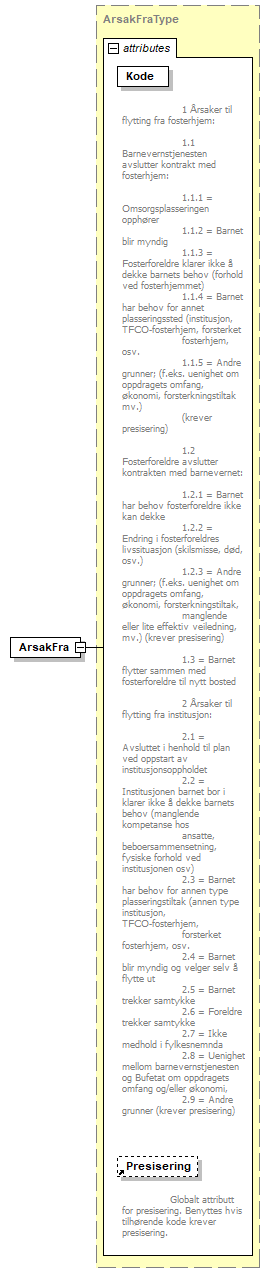 ArsakFraType
attributes
Kode
1 Årsaker til
flytting fra fosterhjem:
1.1
Barnevernstjenesten
avslutter kontrakt med
fosterhjem:
1.1.1 =
Omsorgsplasseringen
opphører
1.1.2 = Barnet
blir myndig
1.1.3 =
Fosterforeldre klarer ikke å
dekke barnets behov (forhold
ved fosterhjemmet)
1.1.4 = Barnet
har behov for annet
plasseringssted (institusjon,
TFCO-fosterhjem, forsterket
fosterhjem,
osv.
1.1.5 = Andre
grunner; (f.eks. uenighet om
oppdragets omfang,
økonomi, forsterkningstiltak
mv.)
(krever
presisering)
1.2
Fosterforeldre avslutter
kontrakten med barnevernet:
1.2.1 = Barnet
har behov fosterforeldre ikke
kan dekke
1.2.2 =
Endring i fosterforeldres
livssituasjon (skilsmisse, død,
osv.)
1.2.3 = Andre
grunner; (f.eks. uenighet om
oppdragets omfang,
økonomi, forsterkningstiltak,
manglende
eller lite effektiv veiledning,
mv.) (krever presisering)
ArsakFra
1.3 = Barnet
flytter sammen med
fosterforeldre til nytt bosted
2 Årsaker til
flytting fra institusjon:
2.1 =
Avsluttet i henhold til plan
ved oppstart av
institusjonsoppholdet
2.2 =
Institusjonen barnet bor i
klarer ikke å dekke barnets
behov (manglende
kompetanse hos
ansatte,
beboersammensetning,
fysiske forhold ved
institusjonen osv)
2.3 = Barnet
har behov for annen type
plasseringstiltak (annen type
institusjon,
TFCO-fosterhjem,
forsterket
fosterhjem, osv.
2.4 = Barnet
blir myndig og velger selv å
flytte ut
2.5 = Barnet
trekker samtykke
2.6 = Foreldre
trekker samtykke
2.7 = Ikke
medhold i fylkesnemnda
2.8 = Uenighet
mellom barnevernstjenesten
og Bufetat om oppdragets
omfang og/eller økonomi,
2.9 = Andre
grunner (krever presisering)
Presisering
Globalt attributt
for presisering. Benyttes hvis
tilhørende kode krever
presisering.